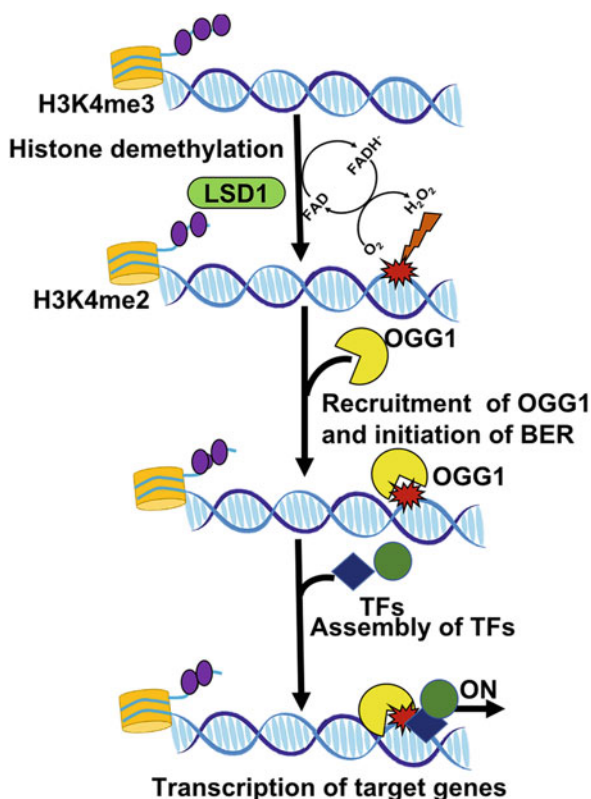 H3K4me3
Histone demethylation
FADH-
LSD1
FAD
H2O2
O2
H3K4me2
OGG1
Recruitment of OGG1
and initiation of BER
OGG1
TFs
Assembly of TFs
ON
Transcription of target genes